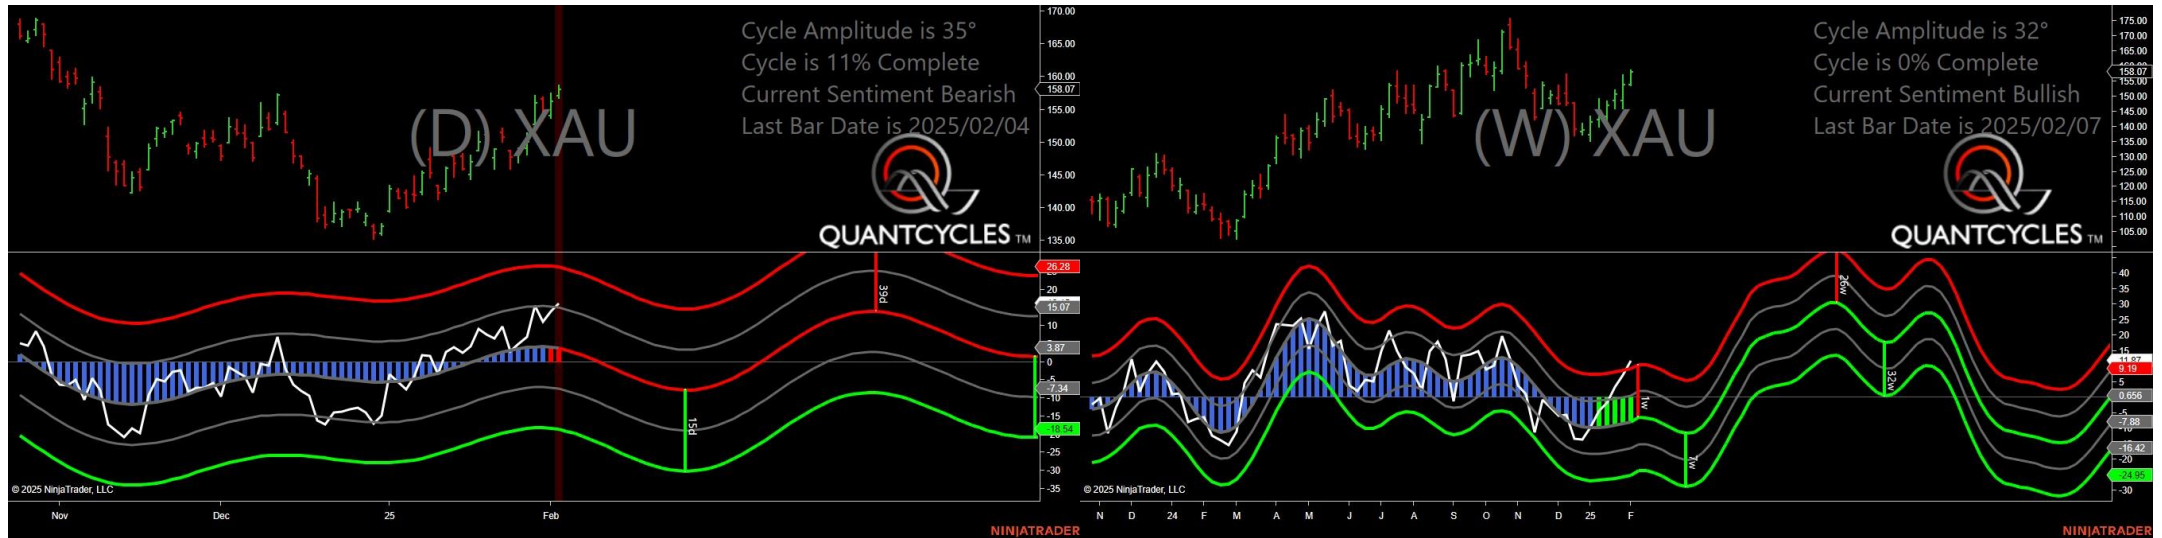 Cycle Amplitude is 35°
Cycle is 11% Complete
Current Sentiment Bearish
Last Bar Date is 2025/02/04
(D) XAU
QUANTCYCLES TM
170.00
165.00
160.00
158.07
155.00
150.00
145.00
140.00
135.00
26.28
20
15.07
10
3.87
0
-5
-7.34
-10
-15
-18.54
-25
-30
-35
39d
15d
© 2025 NinjaTrader, LLC
Nov
Dec
25
Feb
NINJATRADER
Cycle Amplitude is 32°
Cycle is 0% Complete
Current Sentiment Bullish
Last Bar Date is 2025/02/07
(W) XAU
QUANTCYCLES TM
175.00
170.00
165.00
158.07
155.00
150.00
145.00
140.00
135.00
130.00
125.00
120.00
115.00
110.00
105.00
40
35
30
25
20
15
11.87
9.19
5
0.656
-5
-7.88
-16.42
-20
-24.95
-30
26w
32w
1w
7w
© 2025 NinjaTrader, LLC
N D 24 F M A M J J A S O N D 25 F
NINJATRADER